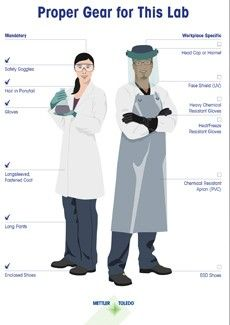 Proper Gear for This Lab
Mandatory
Safety Goggles
Hair in Ponytail
Gloves
Longsleeved,
Fastened Coat
Long Pants
Enclosed Shoes
Workplace Specific
Head Cap or Hairnet
Face Shield (UV)
Heavy Chemical
Resistant Gloves
Heat/Freeze
Resistant Gloves
Chemical Resistant
Apron (PVC)
ESD Shoes
METTLER TOLEDO